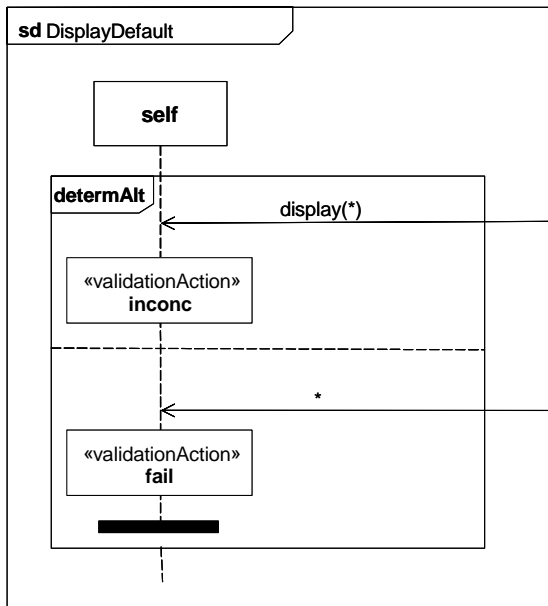 sd DisplayDefault
self
determAlt
display(*)
«validationAction»
inconc
*
«validationAction»
fail